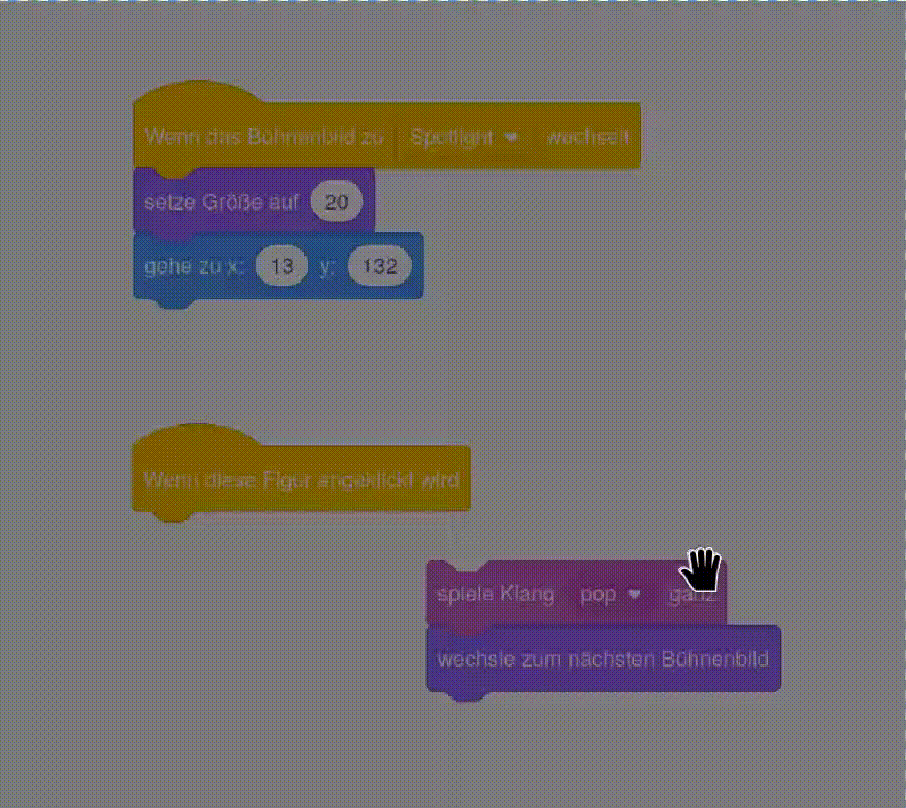 Wenn das Bühnenbild zu Spotlight wechselt
setze Größe auf 20
gehe zu x: 13 y: 132
Wenn diese Figur angeklickt wird
spiele Klang pop ganz
wechsle zum nächsten Bühnenbild